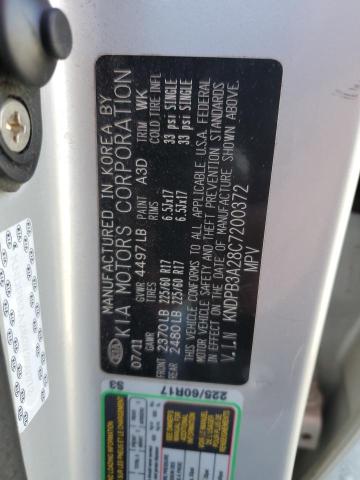 MANUFACTURED IN KOREA BY
KIA MOTORS CORPORATION
07/11 GVWR 4497LB PAINT A3D TRIM WK
GAWR TIRES RIMS COLD TIRE INFL
FRONT 2370LB 225/60 R17 6.5Jx17 33 psi SINGLE
REAR 2480LB 225/60 R17 6.5Jx17 33 psi SINGLE
THIS VEHICLE CONFORMS TO ALL APPLICABLE U.S.A. FEDERAL
MOTOR VEHICLE SAFETY AND THEFT PREVENTION STANDARDS
IN EFFECT ON THE DATE OF MANUFACTURE SHOWN ABOVE.
V.I.N KNDPB3A28C7200372
MPV
KIA
225/60R17
S3